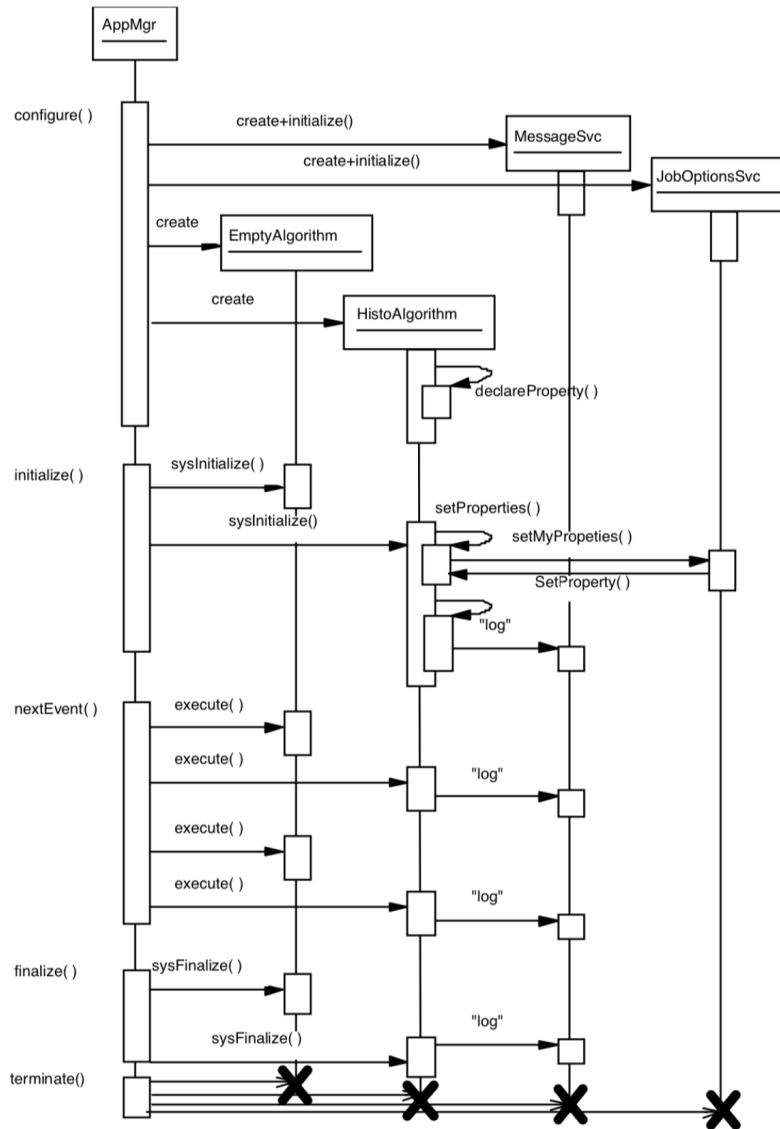 AppMgr
configure( )
create+initialize()
MessageSvc
create+initialize()
JobOptionsSvc
create
EmptyAlgorithm
create
HistoAlgorithm
declareProperty( )
initialize( )
sysInitialize( )
setProperties( )
sysInitialize()
setMyPropeties( )
SetProperty( )
"log"
nextEvent( )
execute( )
execute( )
"log"
execute( )
execute( )
"log"
finalize( )
sysFinalize( )
"log"
sysFinalize( )
terminate()